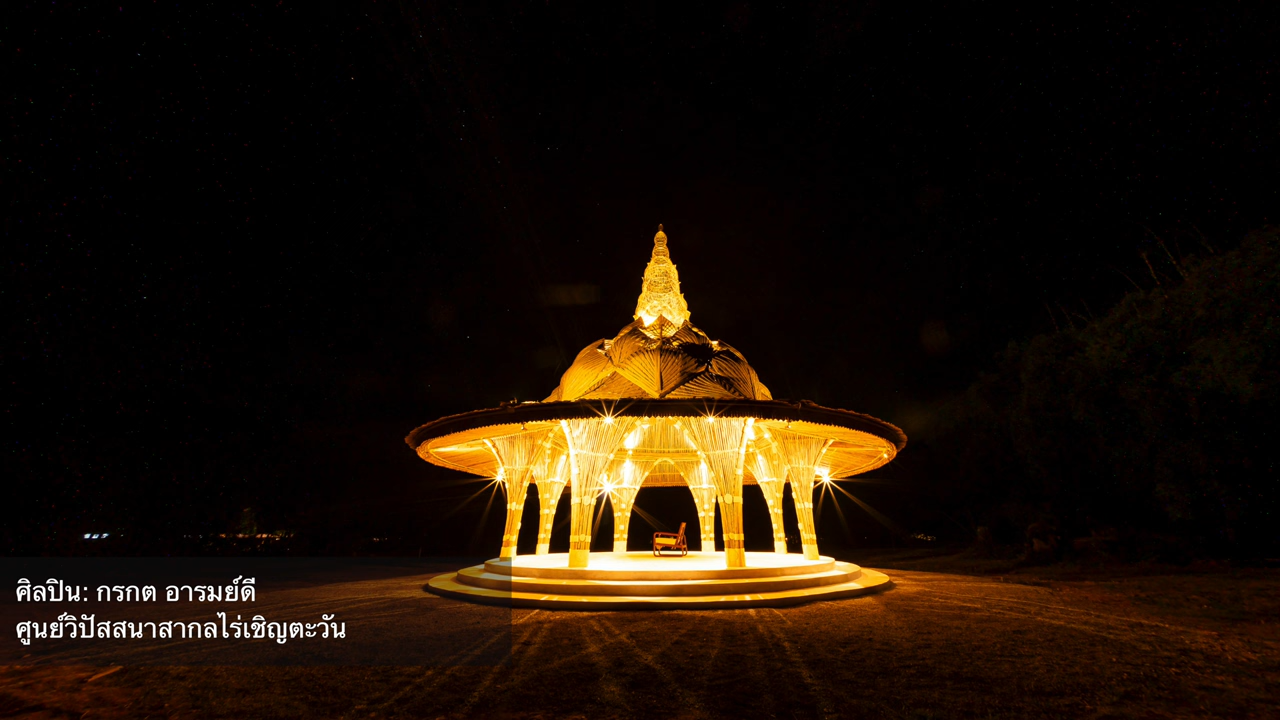 ศิลปิน: กรกต อารมย์ดี
ศูนย์วิปัสสนาสากลไร่เชิญตะวัน